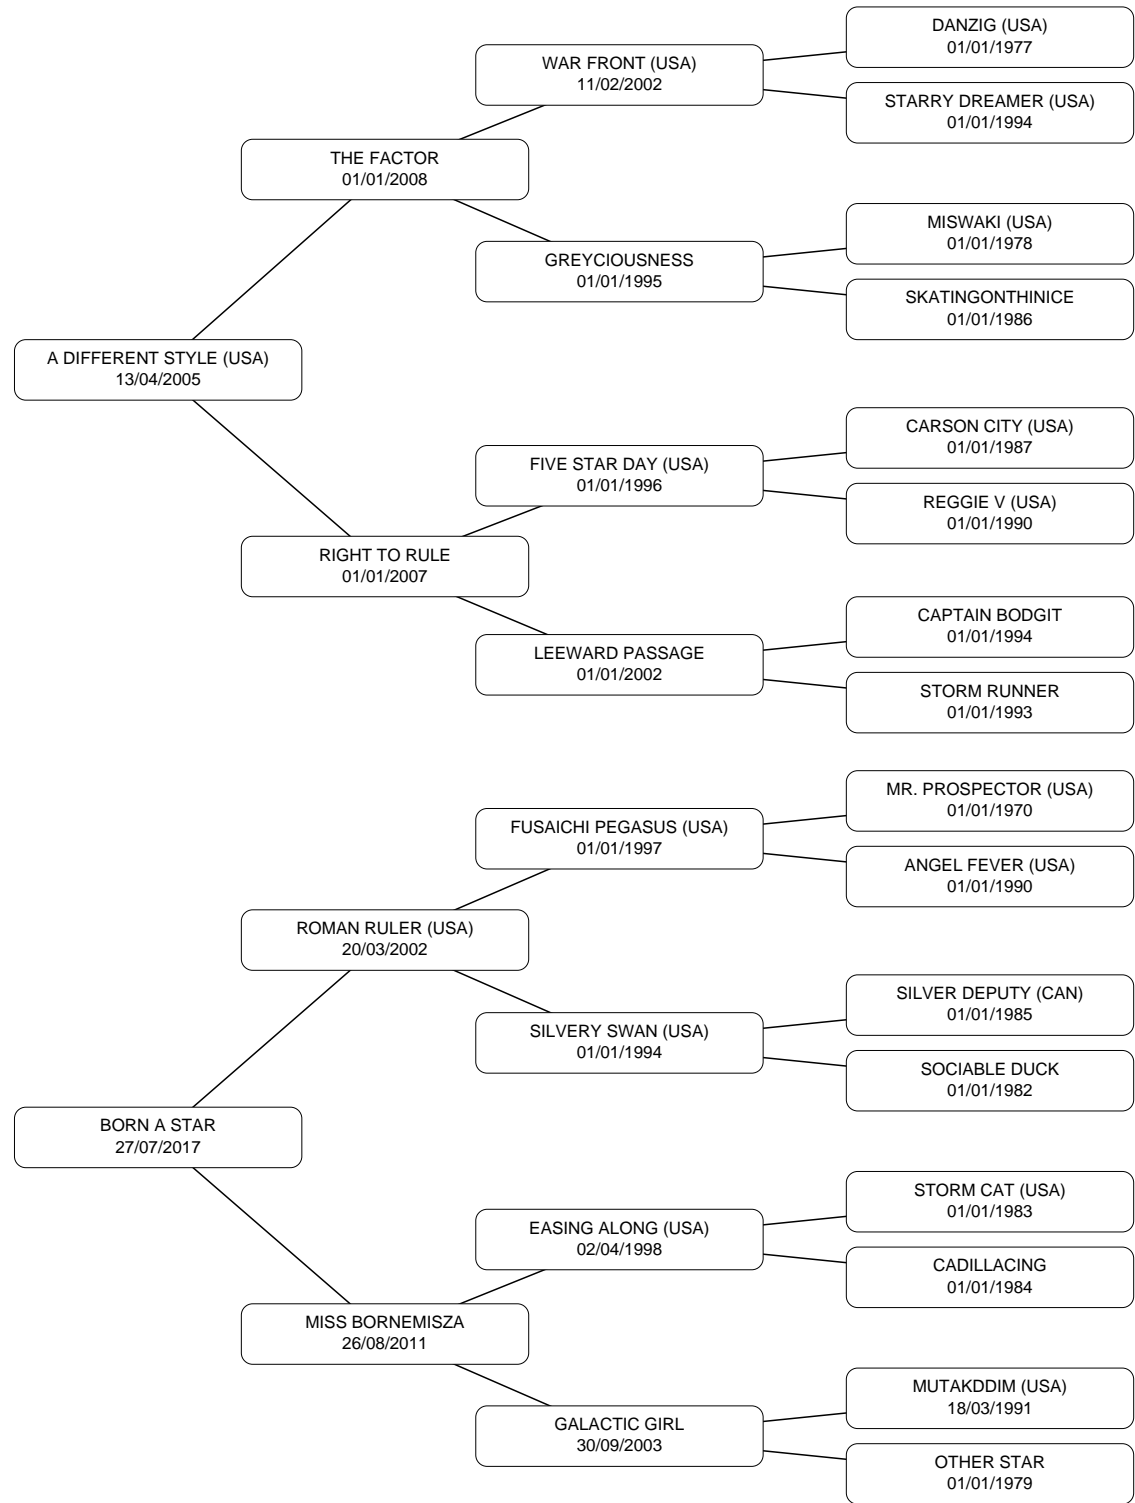 DANZIG (USA)
01/01/1977
WAR FRONT (USA)
11/02/2002
STARRY DREAMER (USA)
01/01/1994
THE FACTOR
01/01/2008
MISWAKI (USA)
01/01/1978
GREYCIOUSNESS
01/01/1995
SKATINGONTHINICE
01/01/1986
A DIFFERENT STYLE (USA)
13/04/2005
CARSON CITY (USA)
01/01/1987
FIVE STAR DAY (USA)
01/01/1996
REGGIE V (USA)
01/01/1990
RIGHT TO RULE
01/01/2007
CAPTAIN BODGIT
01/01/1994
LEEWARD PASSAGE
01/01/2002
STORM RUNNER
01/01/1993
MR. PROSPECTOR (USA)
01/01/1970
FUSAICHI PEGASUS (USA)
01/01/1997
ANGEL FEVER (USA)
01/01/1990
ROMAN RULER (USA)
20/03/2002
SILVER DEPUTY (CAN)
01/01/1985
SILVERY SWAN (USA)
01/01/1994
SOCIABLE DUCK
01/01/1982
BORN A STAR
27/07/2017
STORM CAT (USA)
01/01/1983
EASING ALONG (USA)
02/04/1998
CADILLACING
01/01/1984
MISS BORNEMISZA
26/08/2011
MUTAKDDIM (USA)
18/03/1991
GALACTIC GIRL
30/09/2003
OTHER STAR
01/01/1979